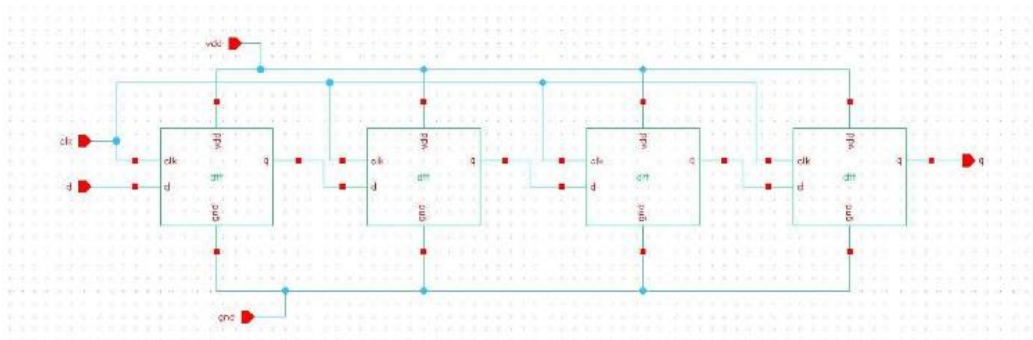 vdd
vdd vdd vdd vdd
clk clk q clk q clk q clk q q
dff dff dff dff
d d d d d
gnd gnd gnd gnd
gnd